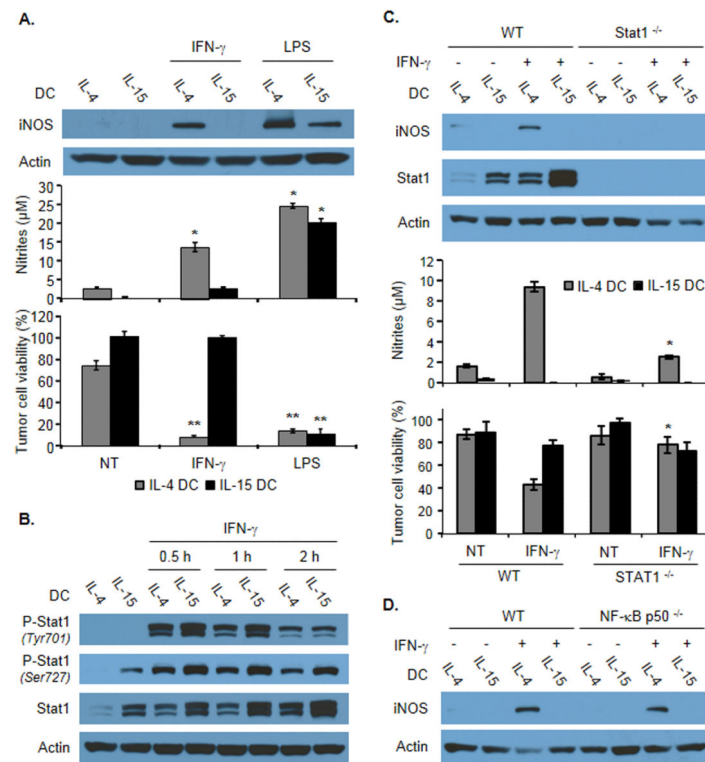 A.
IFN-γ LPS
DC IL-4 IL-15 IL-4 IL-15 IL-4 IL-15
iNOS
Actin
Nitrites (μM)
30
25
20
15
10
5
0
* * *
Tumor cell viability (%)
120
100
80
60
40
20
0
** ** **
NT IFN-γ LPS
IL-4 DC IL-15 DC
B.
IFN-γ
0.5 h 1 h 2 h
DC IL-4 IL-15 IL-4 IL-15 IL-4 IL-15 IL-4 IL-15
P-Stat1
(Tyr701)
P-Stat1
(Ser727)
Stat1
Actin
C.
WT Stat1 -/-
IFN-γ - - + + - - + +
DC IL-4 IL-15 IL-4 IL-15 IL-4 IL-15 IL-4 IL-15
iNOS
Stat1
Actin
Nitrites (μM)
12
10
8
6
4
2
0
IL-4 DC IL-15 DC
*
Tumor cell viability (%)
100
80
60
40
20
0
*
NT IFN-γ NT IFN-γ
WT STAT1 -/-
D.
WT NF-κB p50 -/-
IFN-γ - - + + - - + +
DC IL-4 IL-15 IL-4 IL-15 IL-4 IL-15 IL-4 IL-15
iNOS
Actin